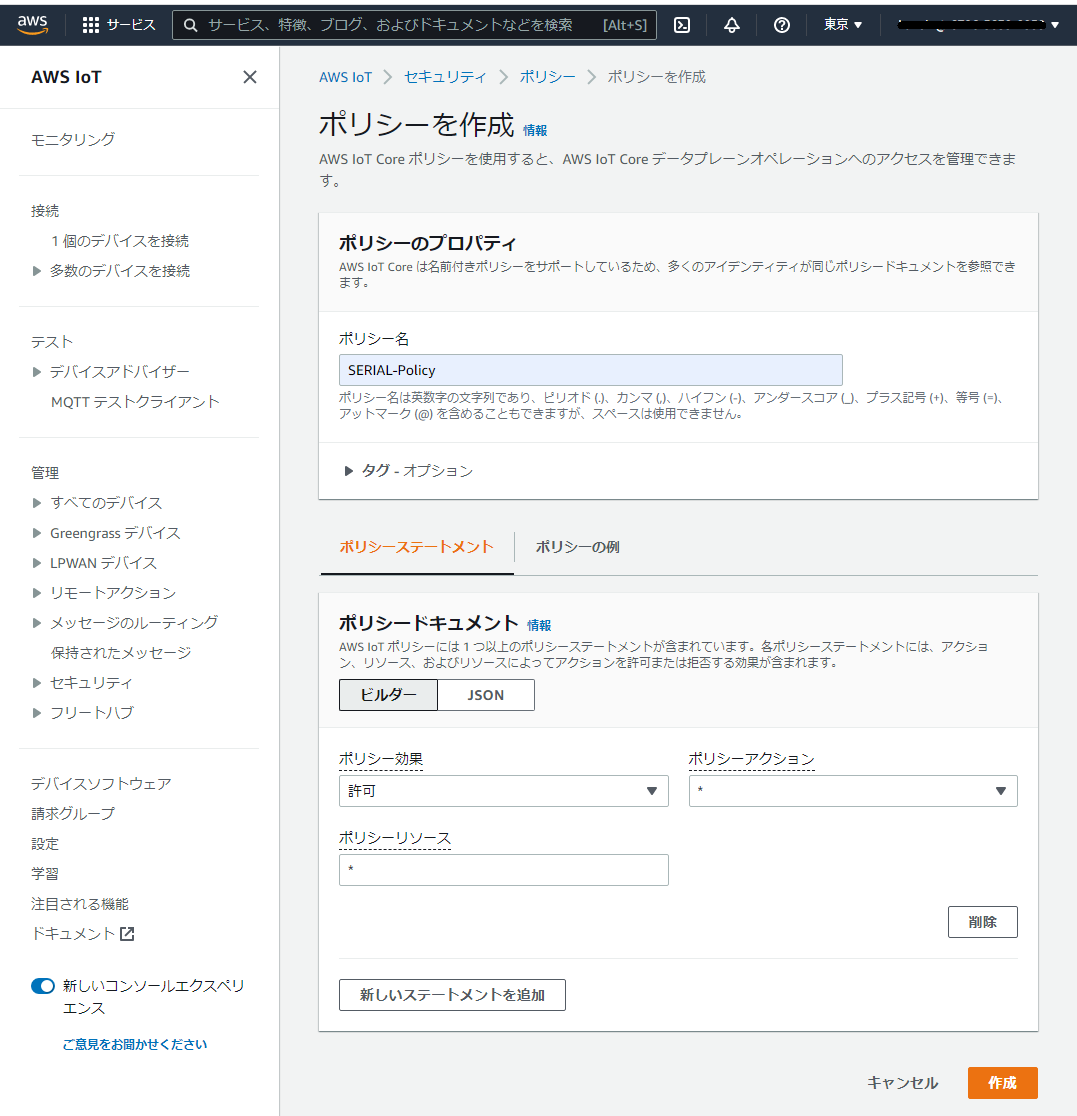 aws
サービス
サービス、特徴、ブログ、およびドキュメントなどを検索
[Alt+S]
東京
AWS IoT
モニタリング
接続
1 個のデバイスを接続
多数のデバイスを接続
テスト
デバイスアドバイザー
MQTT テストクライアント
管理
すべてのデバイス
Greengrass デバイス
LPWAN デバイス
リモートアクション
メッセージのルーティング
保持されたメッセージ
セキュリティ
フリートハブ
デバイスソフトウェア
請求グループ
設定
学習
注目される機能
ドキュメント
新しいコンソールエクスペリ
エンス
ご意見をお聞かせください
AWS IoT > セキュリティ > ポリシー > ポリシーを作成
ポリシーを作成 情報
AWS IoT Core ポリシーを使用すると、AWS IoT Core データプレーンオペレーションへのアクセスを管理できま
す。
ポリシーのプロパティ
AWS IoT Core は名前付きポリシーをサポートしているため、多くのアイデンティティが同じポリシードキュメントを参照でき
ます。
ポリシー名
SERIAL-Policy
ポリシー名は英数字の文字列であり、ピリオド (.)、カンマ (,)、ハイフン (-)、アンダースコア (_)、プラス記号 (+)、等号 (=)、
アットマーク (@) を含めることもできますが、スペースは使用できません。
タグ - オプション
ポリシーステートメント
ポリシーの例
ポリシードキュメント 情報
AWS IoT ポリシーには 1 つ以上のポリシーステートメントが含まれています。各ポリシーステートメントには、アクショ
ン、リソース、およびリソースによってアクションを許可または拒否する効果が含まれます。
ビルダー
JSON
ポリシー効果
ポリシーアクション
許可
*
ポリシーリソース
*
削除
新しいステートメントを追加
キャンセル
作成